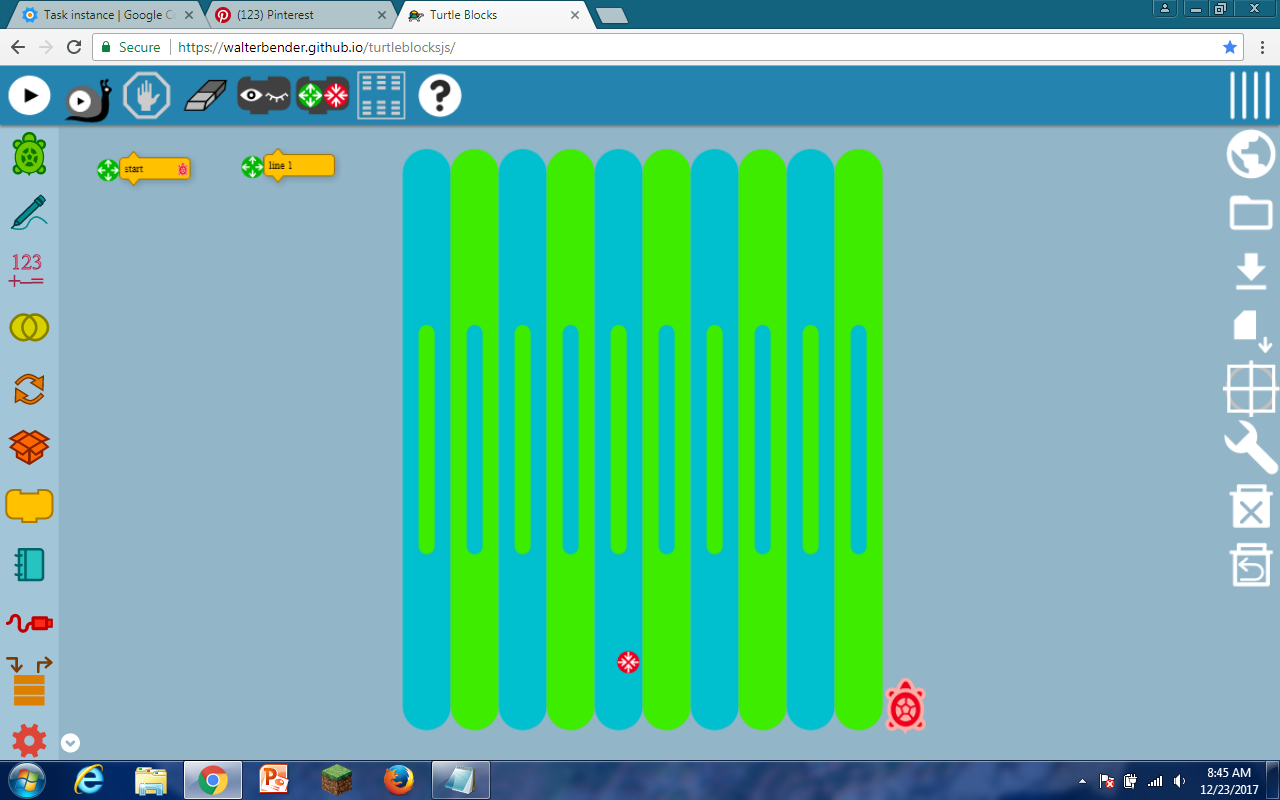 Task instance | Google Co
(123) Pinterest
Turtle Blocks
Secure
https://walterbender.github.io/turtleblocksjs/
?
start
line 1
123
+-=
8:45 AM
12/23/2017